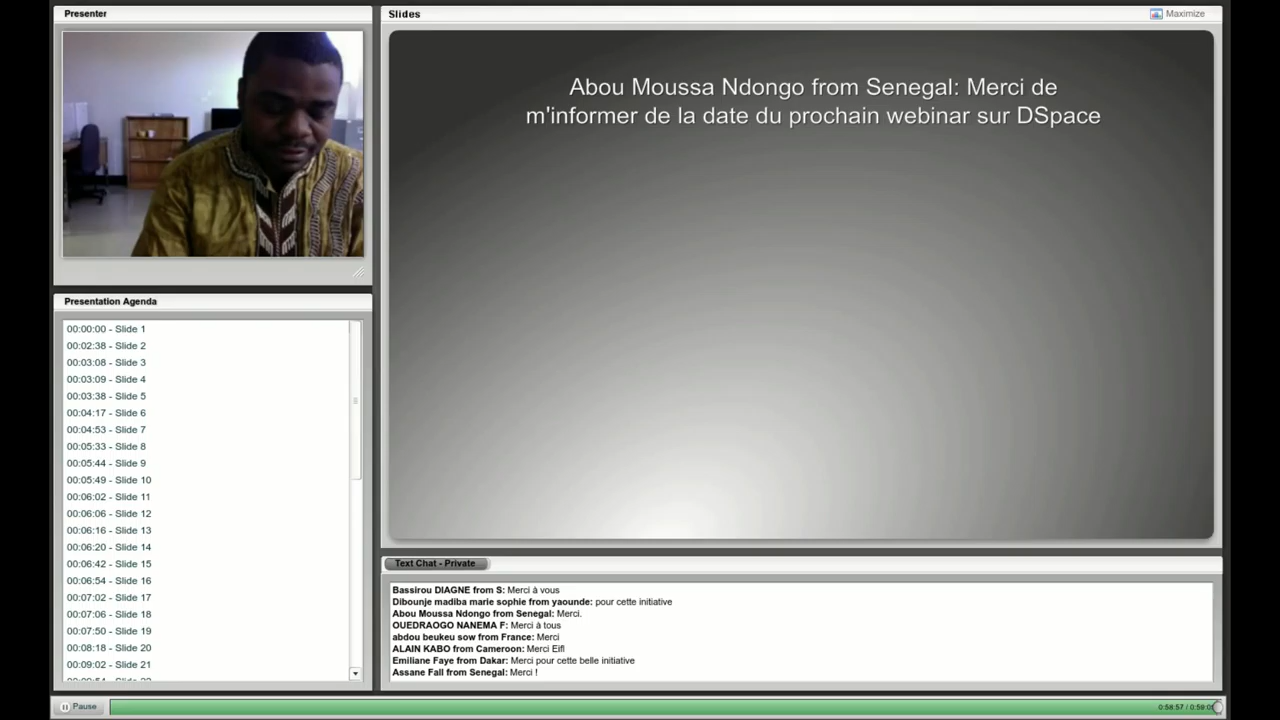 Presenter
Slides
Maximize
Abou Moussa Ndongo from Senegal: Merci de
m'informer de la date du prochain webinar sur DSpace
Presentation Agenda
00:00:00 - Slide 1
00:02:38 - Slide 2
00:03:08 - Slide 3
00:03:09 - Slide 4
00:03:38 - Slide 5
00:04:17 - Slide 6
00:04:53 - Slide 7
00:05:33 - Slide 8
00:05:44 - Slide 9
00:05:49 - Slide 10
00:06:02 - Slide 11
00:06:06 - Slide 12
00:06:16 - Slide 13
00:06:20 - Slide 14
00:06:42 - Slide 15
00:06:54 - Slide 16
00:07:02 - Slide 17
00:07:06 - Slide 18
00:07:50 - Slide 19
00:08:18 - Slide 20
00:09:02 - Slide 21
Text Chat - Private
Bassirou DIAGNE from S: Merci à vous
Dibounje madiba marie sophie from yaounde: pour cette initiative
Abou Moussa Ndongo from Senegal: Merci.
OUEDRAOGO NANEMA F: Merci à tous
abdou beukeu sow from France: Merci
ALAIN KABO from Cameroon: Merci Eifl
Emiliane Faye from Dakar: Merci pour cette belle initiative
Assane Fall from Senegal: Merci !
Pause
0:58:57 /